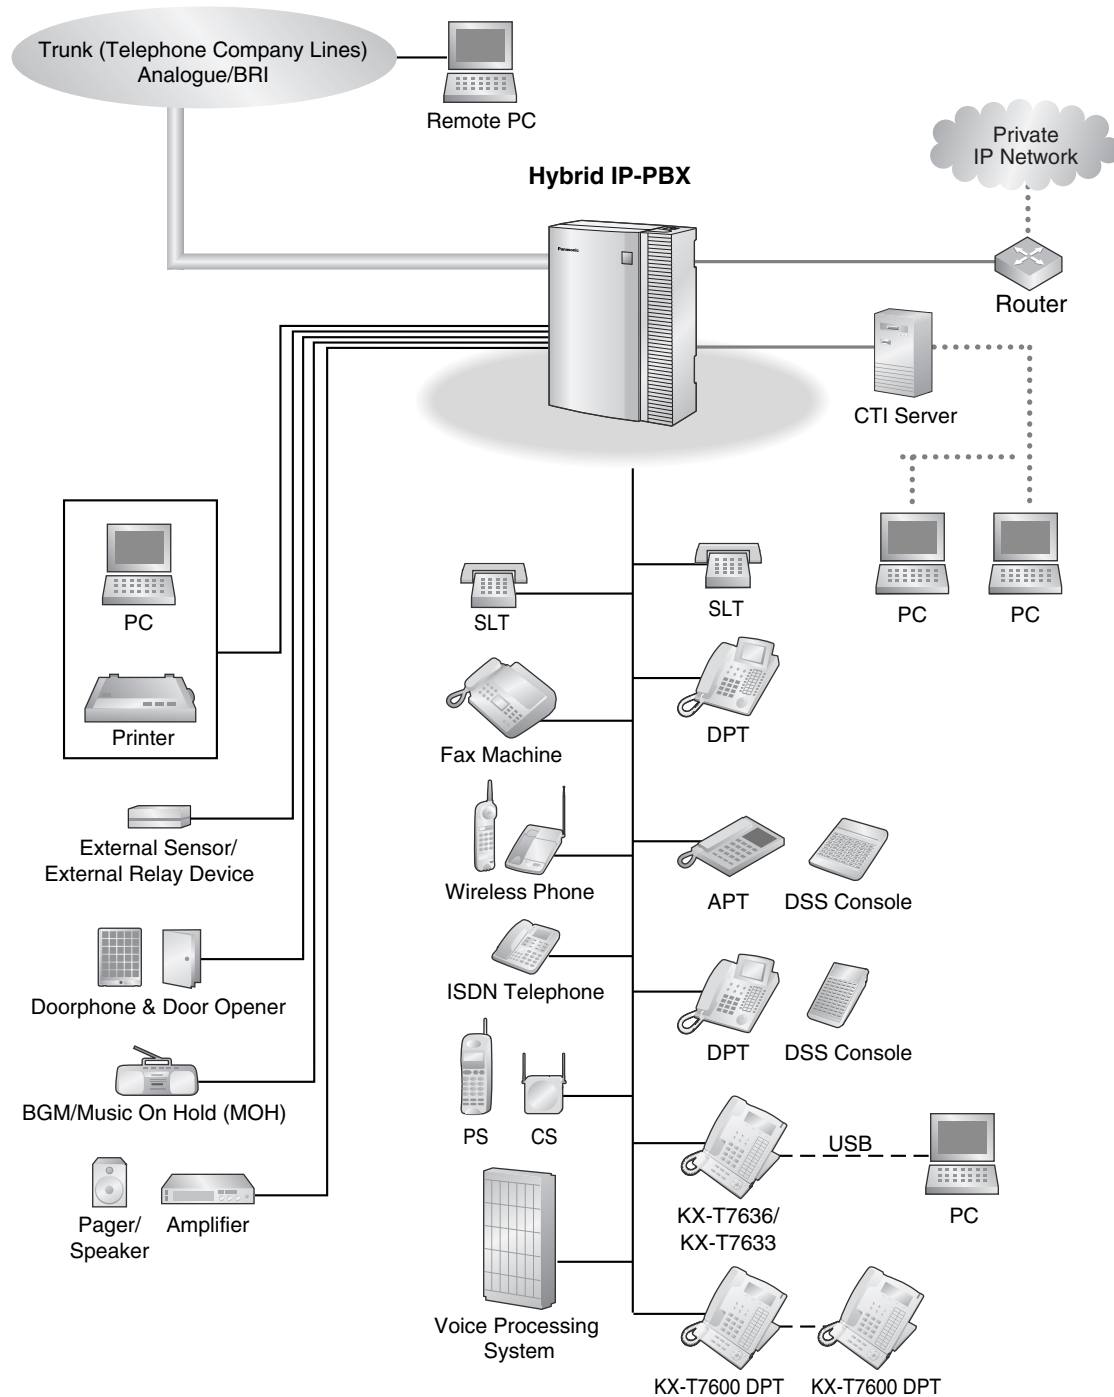 Trunk (Telephone Company Lines)
Analogue/BRI
Remote PC
Private
IP Network
Hybrid IP-PBX
Panasonic
Router
CTI Server
PC
PC
PC
Printer
External Sensor/
External Relay Device
Doorphone & Door Opener
BGM/Music On Hold (MOH)
Pager/
Speaker
Amplifier
SLT
SLT
Fax Machine
DPT
Wireless Phone
APT
DSS Console
ISDN Telephone
DPT
DSS Console
PS
CS
USB
KX-T7636/
KX-T7633
PC
Voice Processing
System
KX-T7600 DPT
KX-T7600 DPT